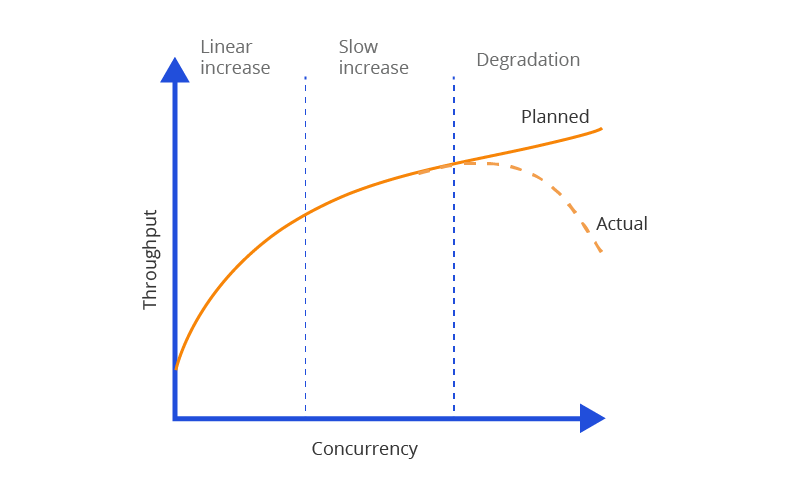 Linear
increase
Slow
increase
Degradation
Planned
Actual
Throughput
Concurrency